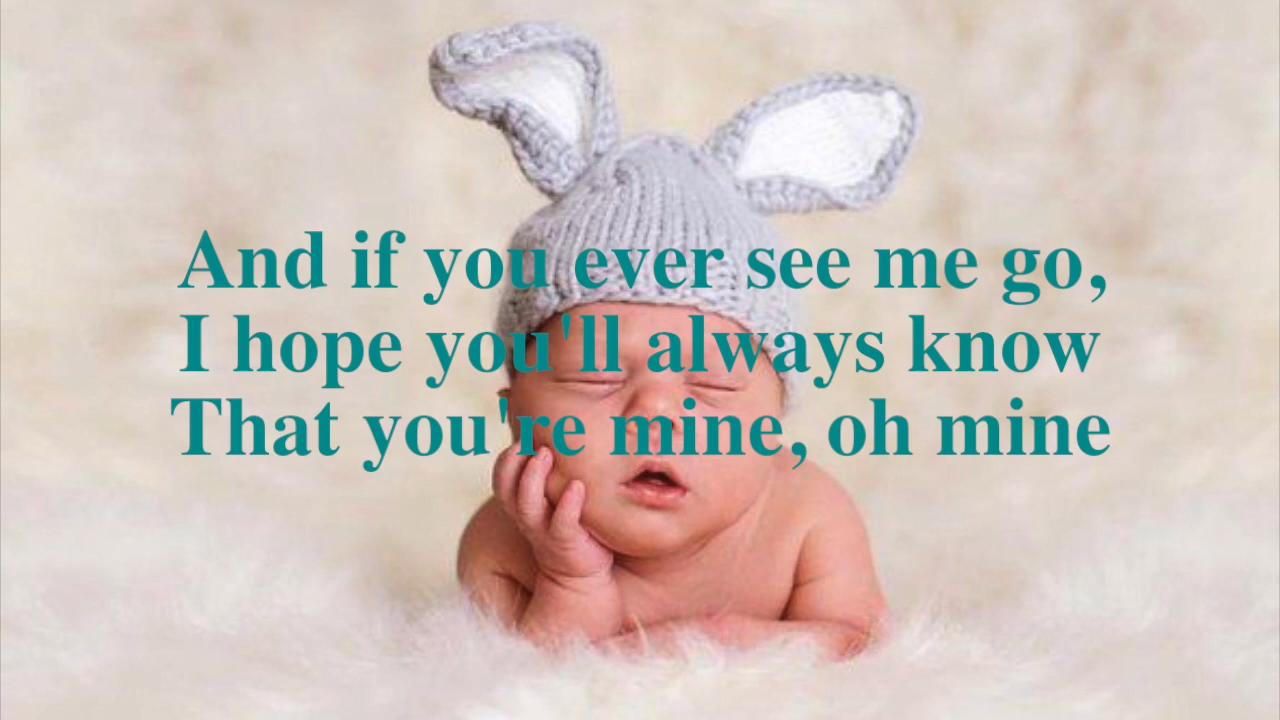 And if you ever see me go,
I hope you'll always know
That you're mine, oh mine